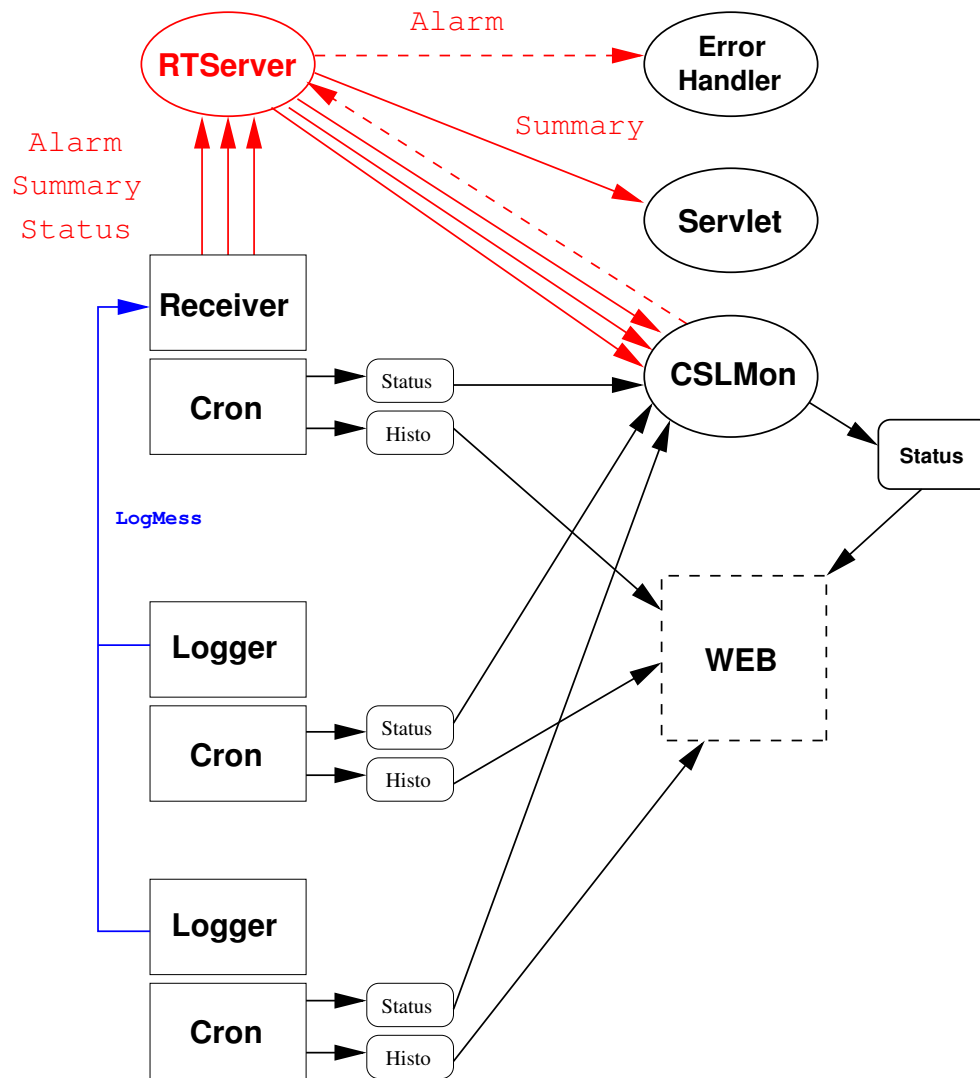 Alarm
RTServer
Error
Handler
Summary
Alarm
Summary
Status
Servlet
Receiver
CSLMon
Status
Cron
Histo
Status
LogMess
Logger
WEB
Status
Cron
Histo
Logger
Status
Cron
Histo